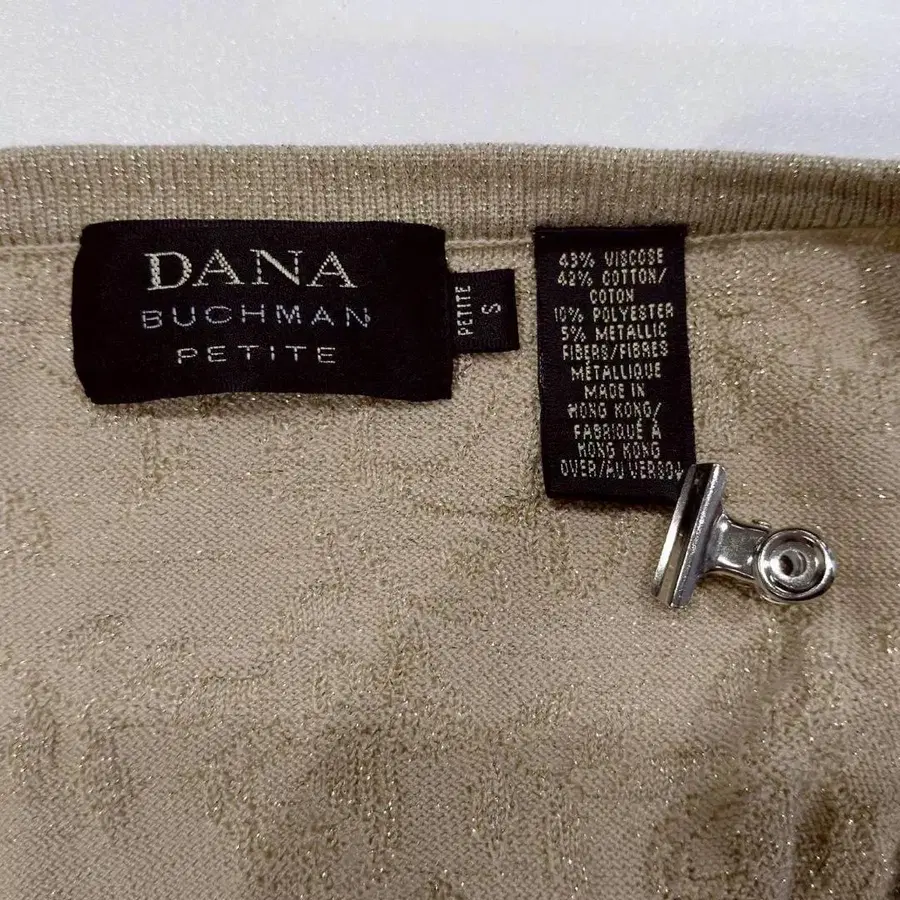 DANA
BUCHMAN
PETITE
PETITE
S
43% VISCOSE
42% COTTON/
COTON
10% POLYESTER
5% METALLIC
FIBERS/FIBRES
MÉTALLIQUE
MADE IN
HONG KONG/
FABRIQUÉ À
HONG KONG
OVER/AU VERSO